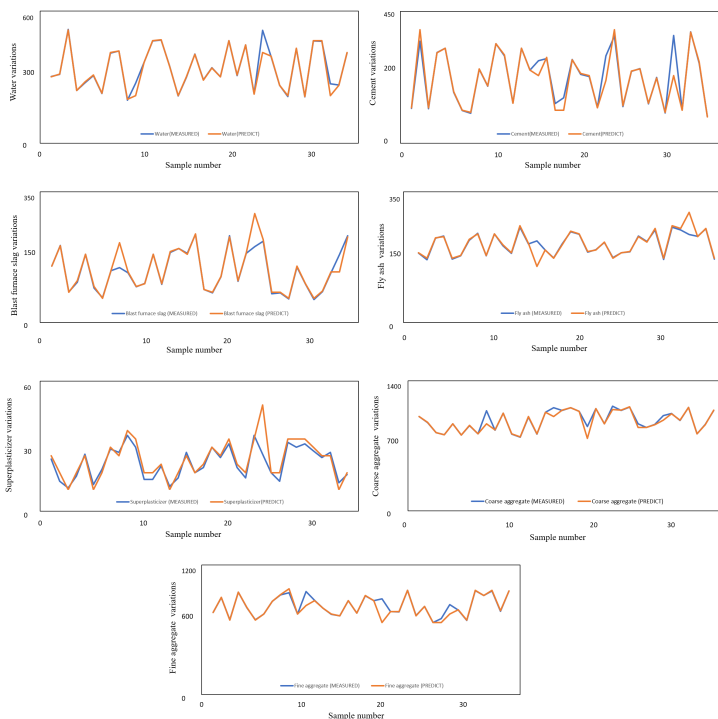 600
300
0
Water variations
Water(MEASURED) Water(PREDICT)
0 10 20 30
Sample number
450
200
0
Cement variations
Cement(MEASURED) Cement(PREDICT)
0 10 20 30
Sample number
350
150
0
Blast furnace slag variations
Blast furnace slag (MEASURED) Blast furnace slag (PREDICT)
0 10 20 30
Sample number
350
150
0
Fly ash variations
Fly ash (MEASURED) Fly ash (PREDICT)
0 10 20 30
Sample number
60
30
0
Superplasticizer variations
Superplasticizer (MEASURED) Superplasticizer(PREDICT)
0 10 20 30
Sample number
1400
700
0
Coarse aggregate variations
Coarse aggregate (MEASURED) Coarse aggregate (PREDICT)
0 10 20 30
Sample number
1200
600
0
Fine aggregate variations
Fine aggregate (MEASURED) Fine aggregate (PREDICT)
0 10 20 30
Sample number